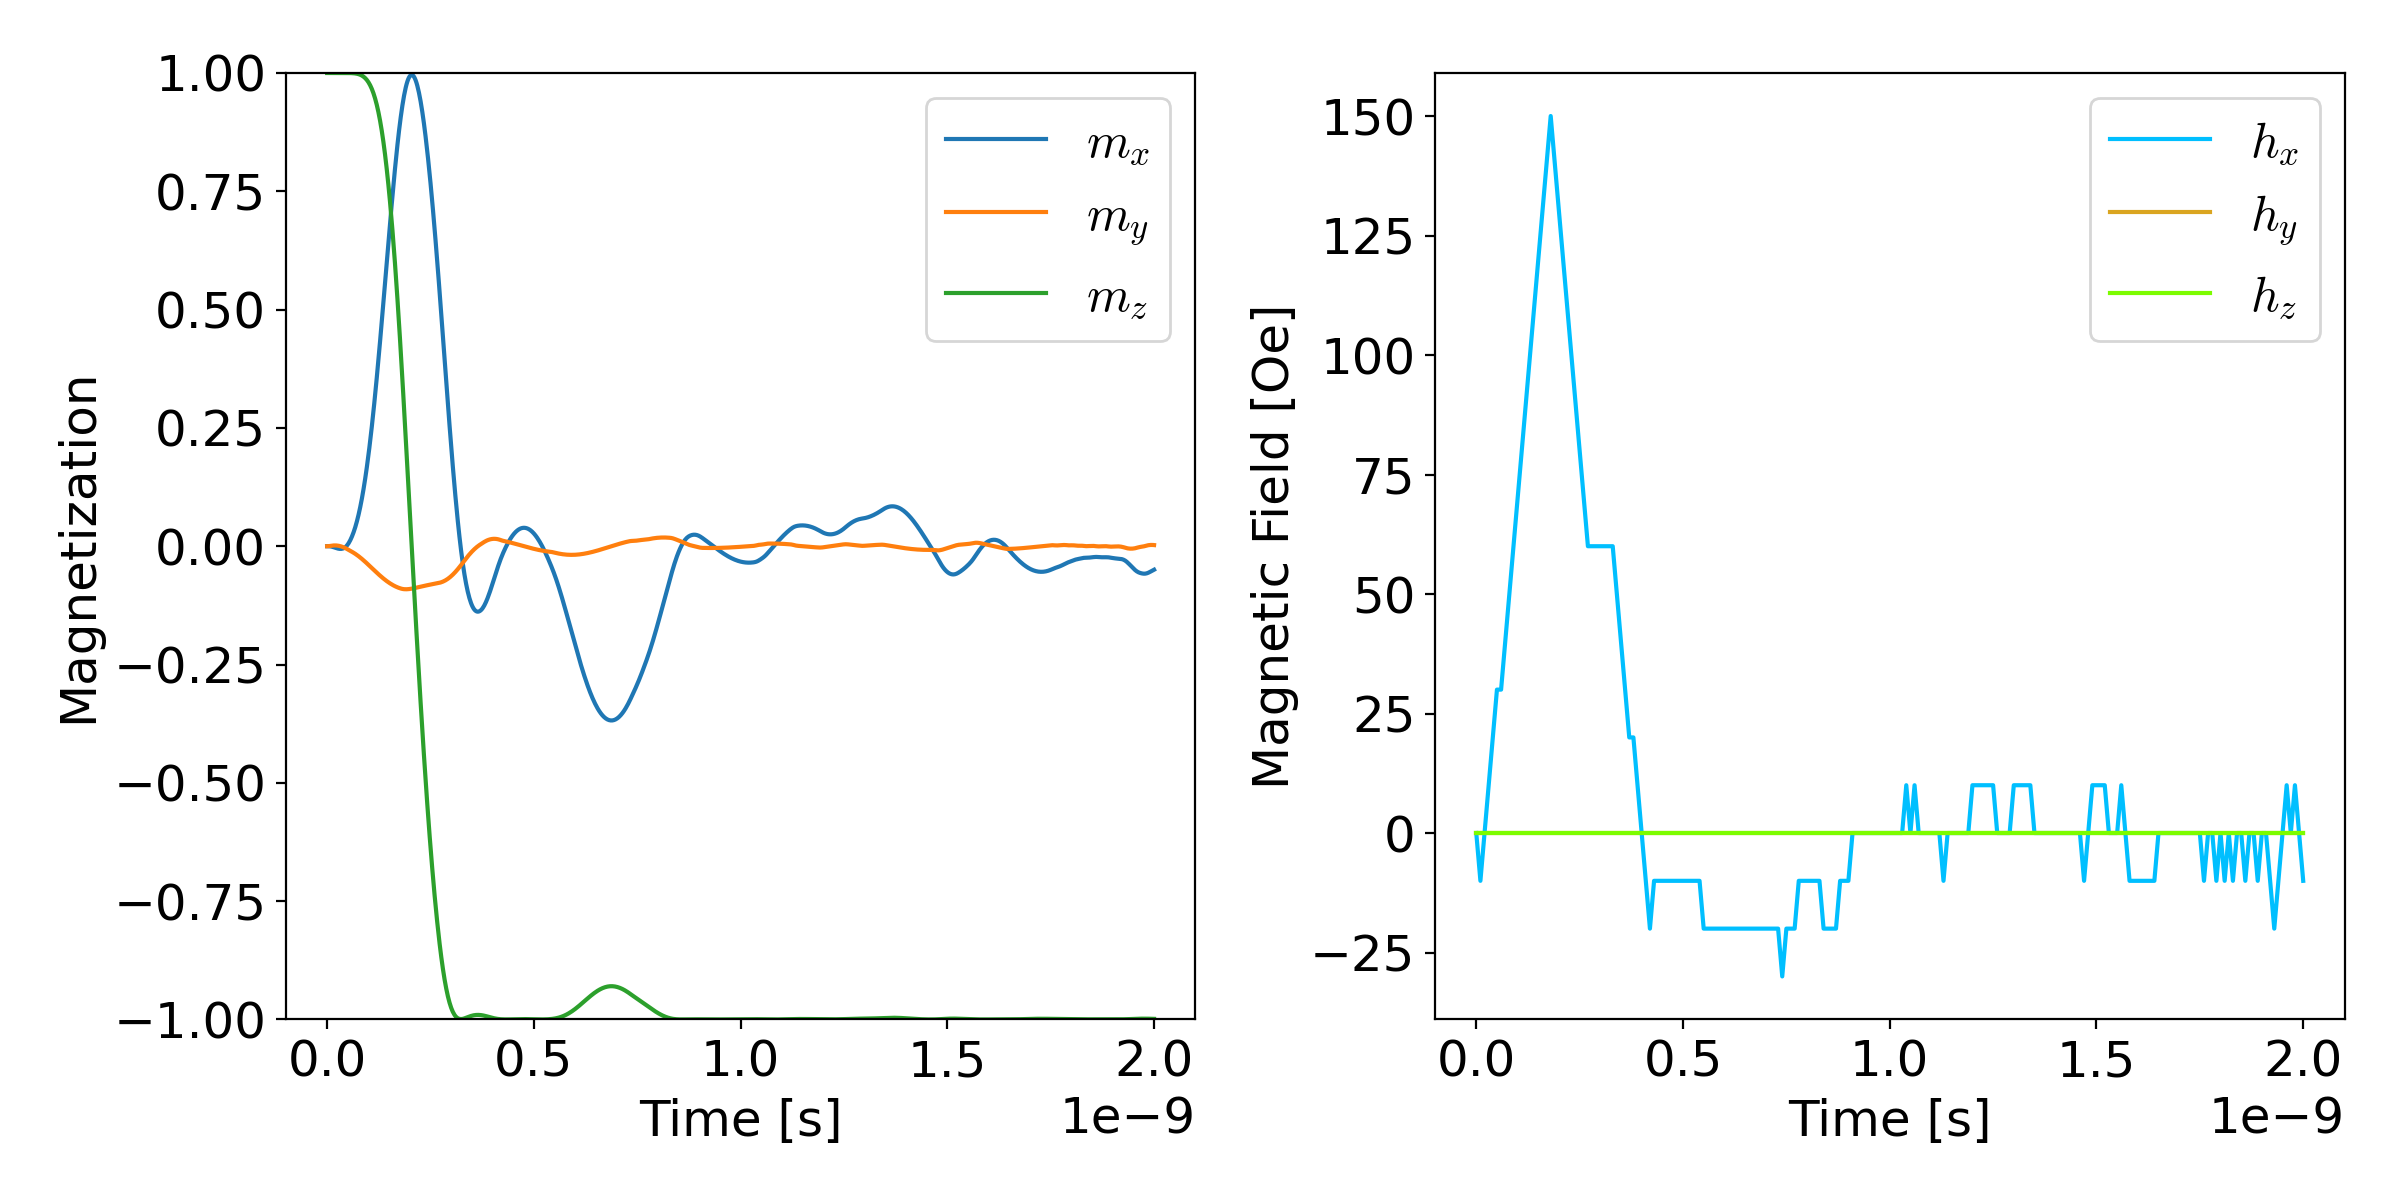 Magnetization
1.00
0.75
0.50
0.25
0.00
−0.25
−0.50
−0.75
−1.00
0.0 0.5 1.0 1.5 2.0
Time [s]
1e−9
m_x
m_y
m_z
Magnetic Field [Oe]
150
125
100
75
50
25
0
−25
0.0 0.5 1.0 1.5 2.0
Time [s]
1e−9
h_x
h_y
h_z